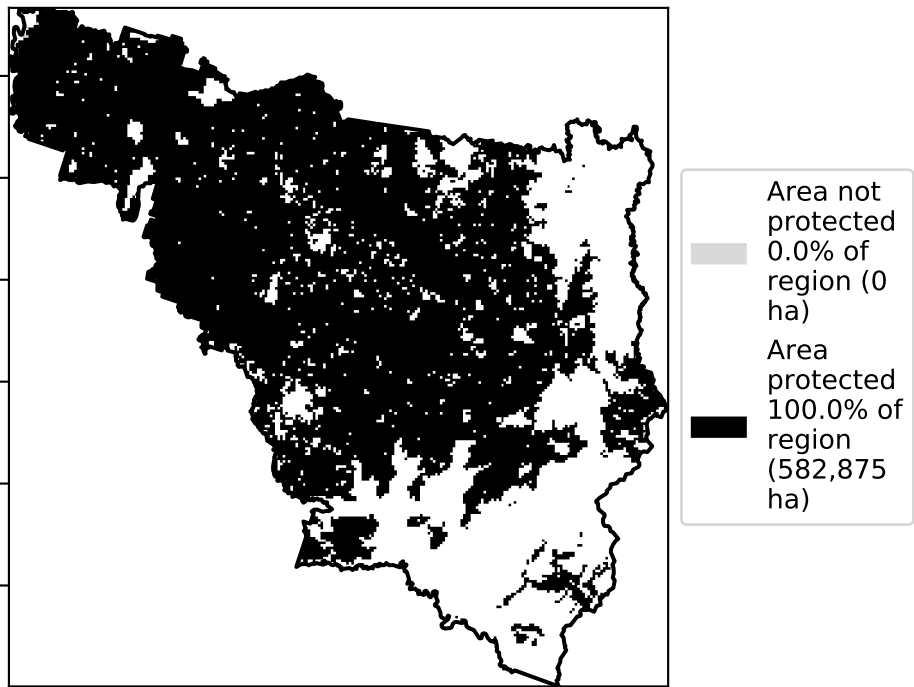 Area not
protected
0.0% of
region (0
ha)
Area
protected
100.0% of
region
(582,875
ha)